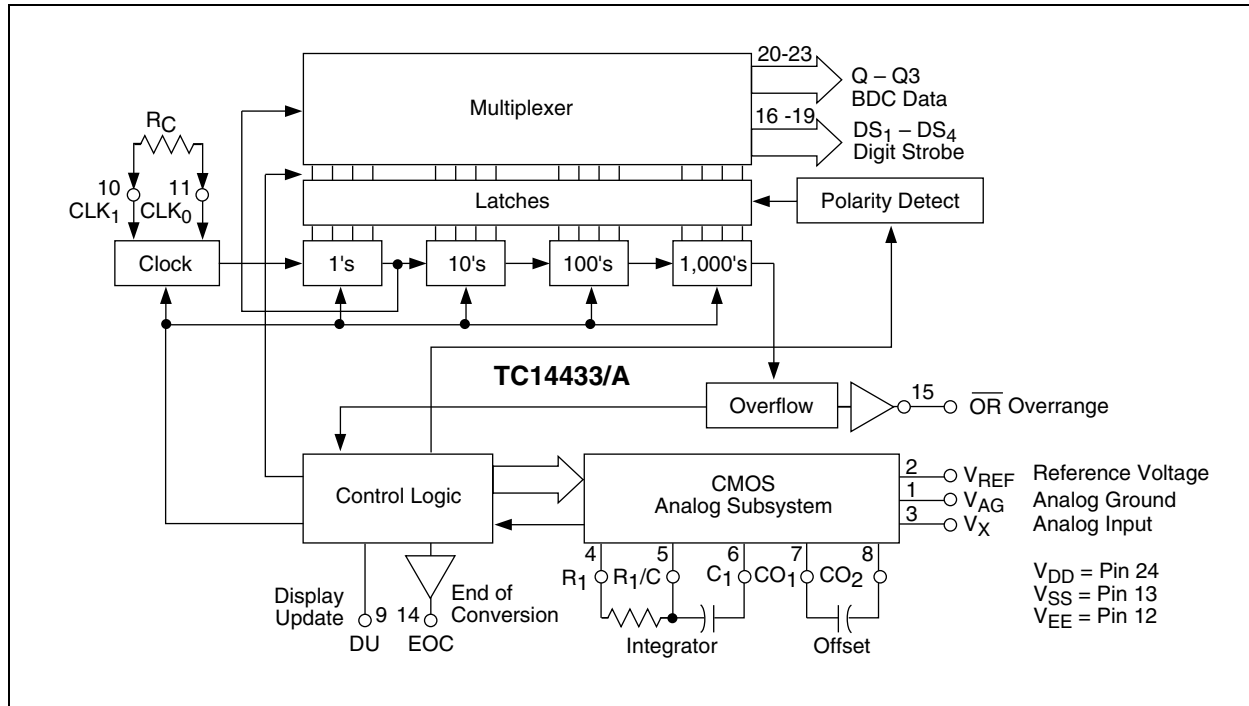 20-23
Q – Q3
BDC Data
Multiplexer
16 -19
DS1 – DS4
Digit Strobe
RC
10
11
CLK1
CLK0
Latches
Polarity Detect
Clock
1's
10's
100's
1,000's
TC14433/A
Overflow
15
OR Overrange
Control Logic
CMOS
Analog Subsystem
2
VREF
Reference Voltage
1
VAG
Analog Ground
3
VX
Analog Input
4
5
6
7
8
R1
R1/C
C1
CO1
CO2
Display
Update
9
DU
14
EOC
End of
Conversion
Integrator
Offset
VDD = Pin 24
VSS = Pin 13
VEE = Pin 12